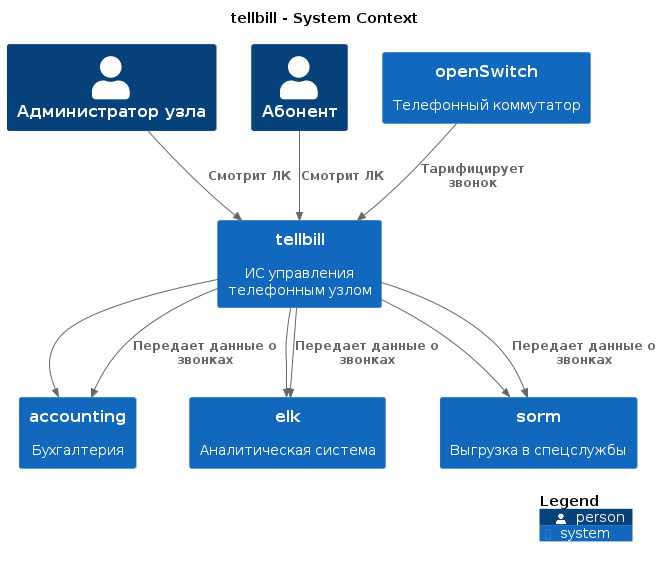 tellbill - System Context
Администратор узла
Абонент
openSwitch
Телефонный коммутатор
Смотрит ЛК
Смотрит ЛК
Тарифицирует
звонок
tellbill
ИС управления
телефонным узлом
Передает данные о
звонках
Передает данные о
звонках
Передает данные о
звонках
accounting
Бухгалтерия
elk
Аналитическая система
sorm
Выгрузка в спецслужбы
Legend
person
system